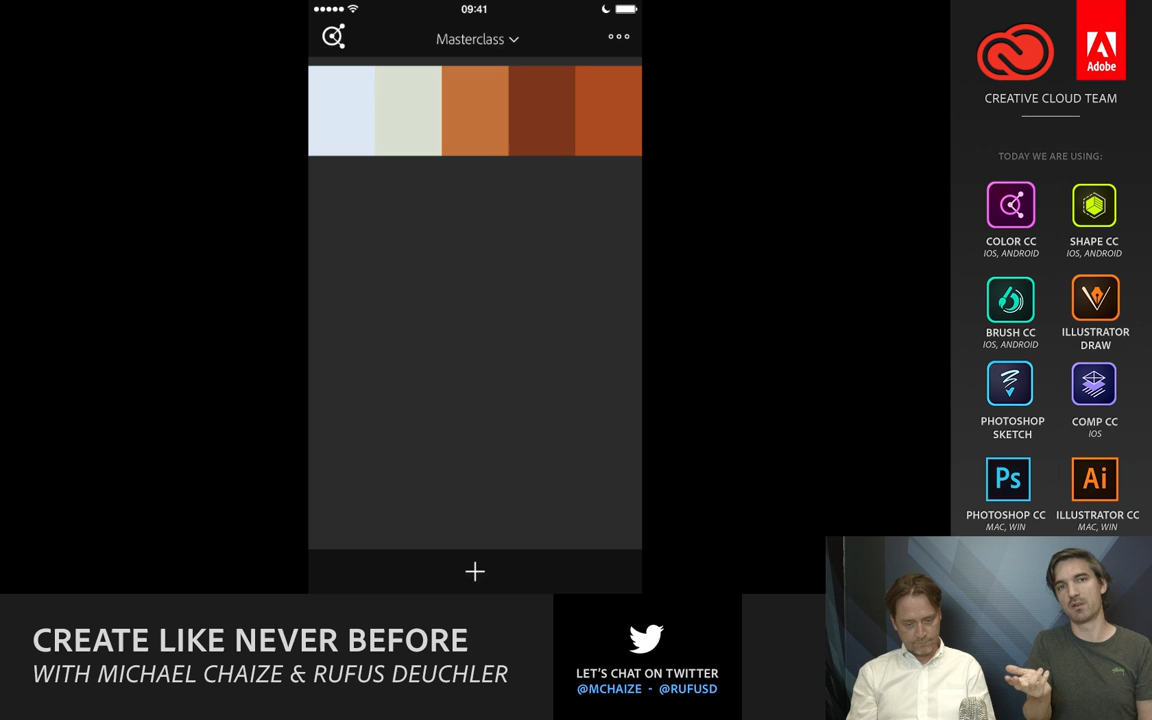 09:41
Masterclass
Adobe
CREATIVE CLOUD TEAM
TODAY WE ARE USING:
COLOR CC
IOS, ANDROID
SHAPE CC
IOS, ANDROID
BRUSH CC
IOS, ANDROID
ILLUSTRATOR
DRAW
PHOTOSHOP
SKETCH
COMP CC
IOS
Ps
PHOTOSHOP CC
MAC, WIN
Ai
ILLUSTRATOR CC
MAC, WIN
CREATE LIKE NEVER BEFORE
WITH MICHAEL CHAIZE & RUFUS DEUCHLER
LET'S CHAT ON TWITTER
@MCHAIZE - @RUFUSD